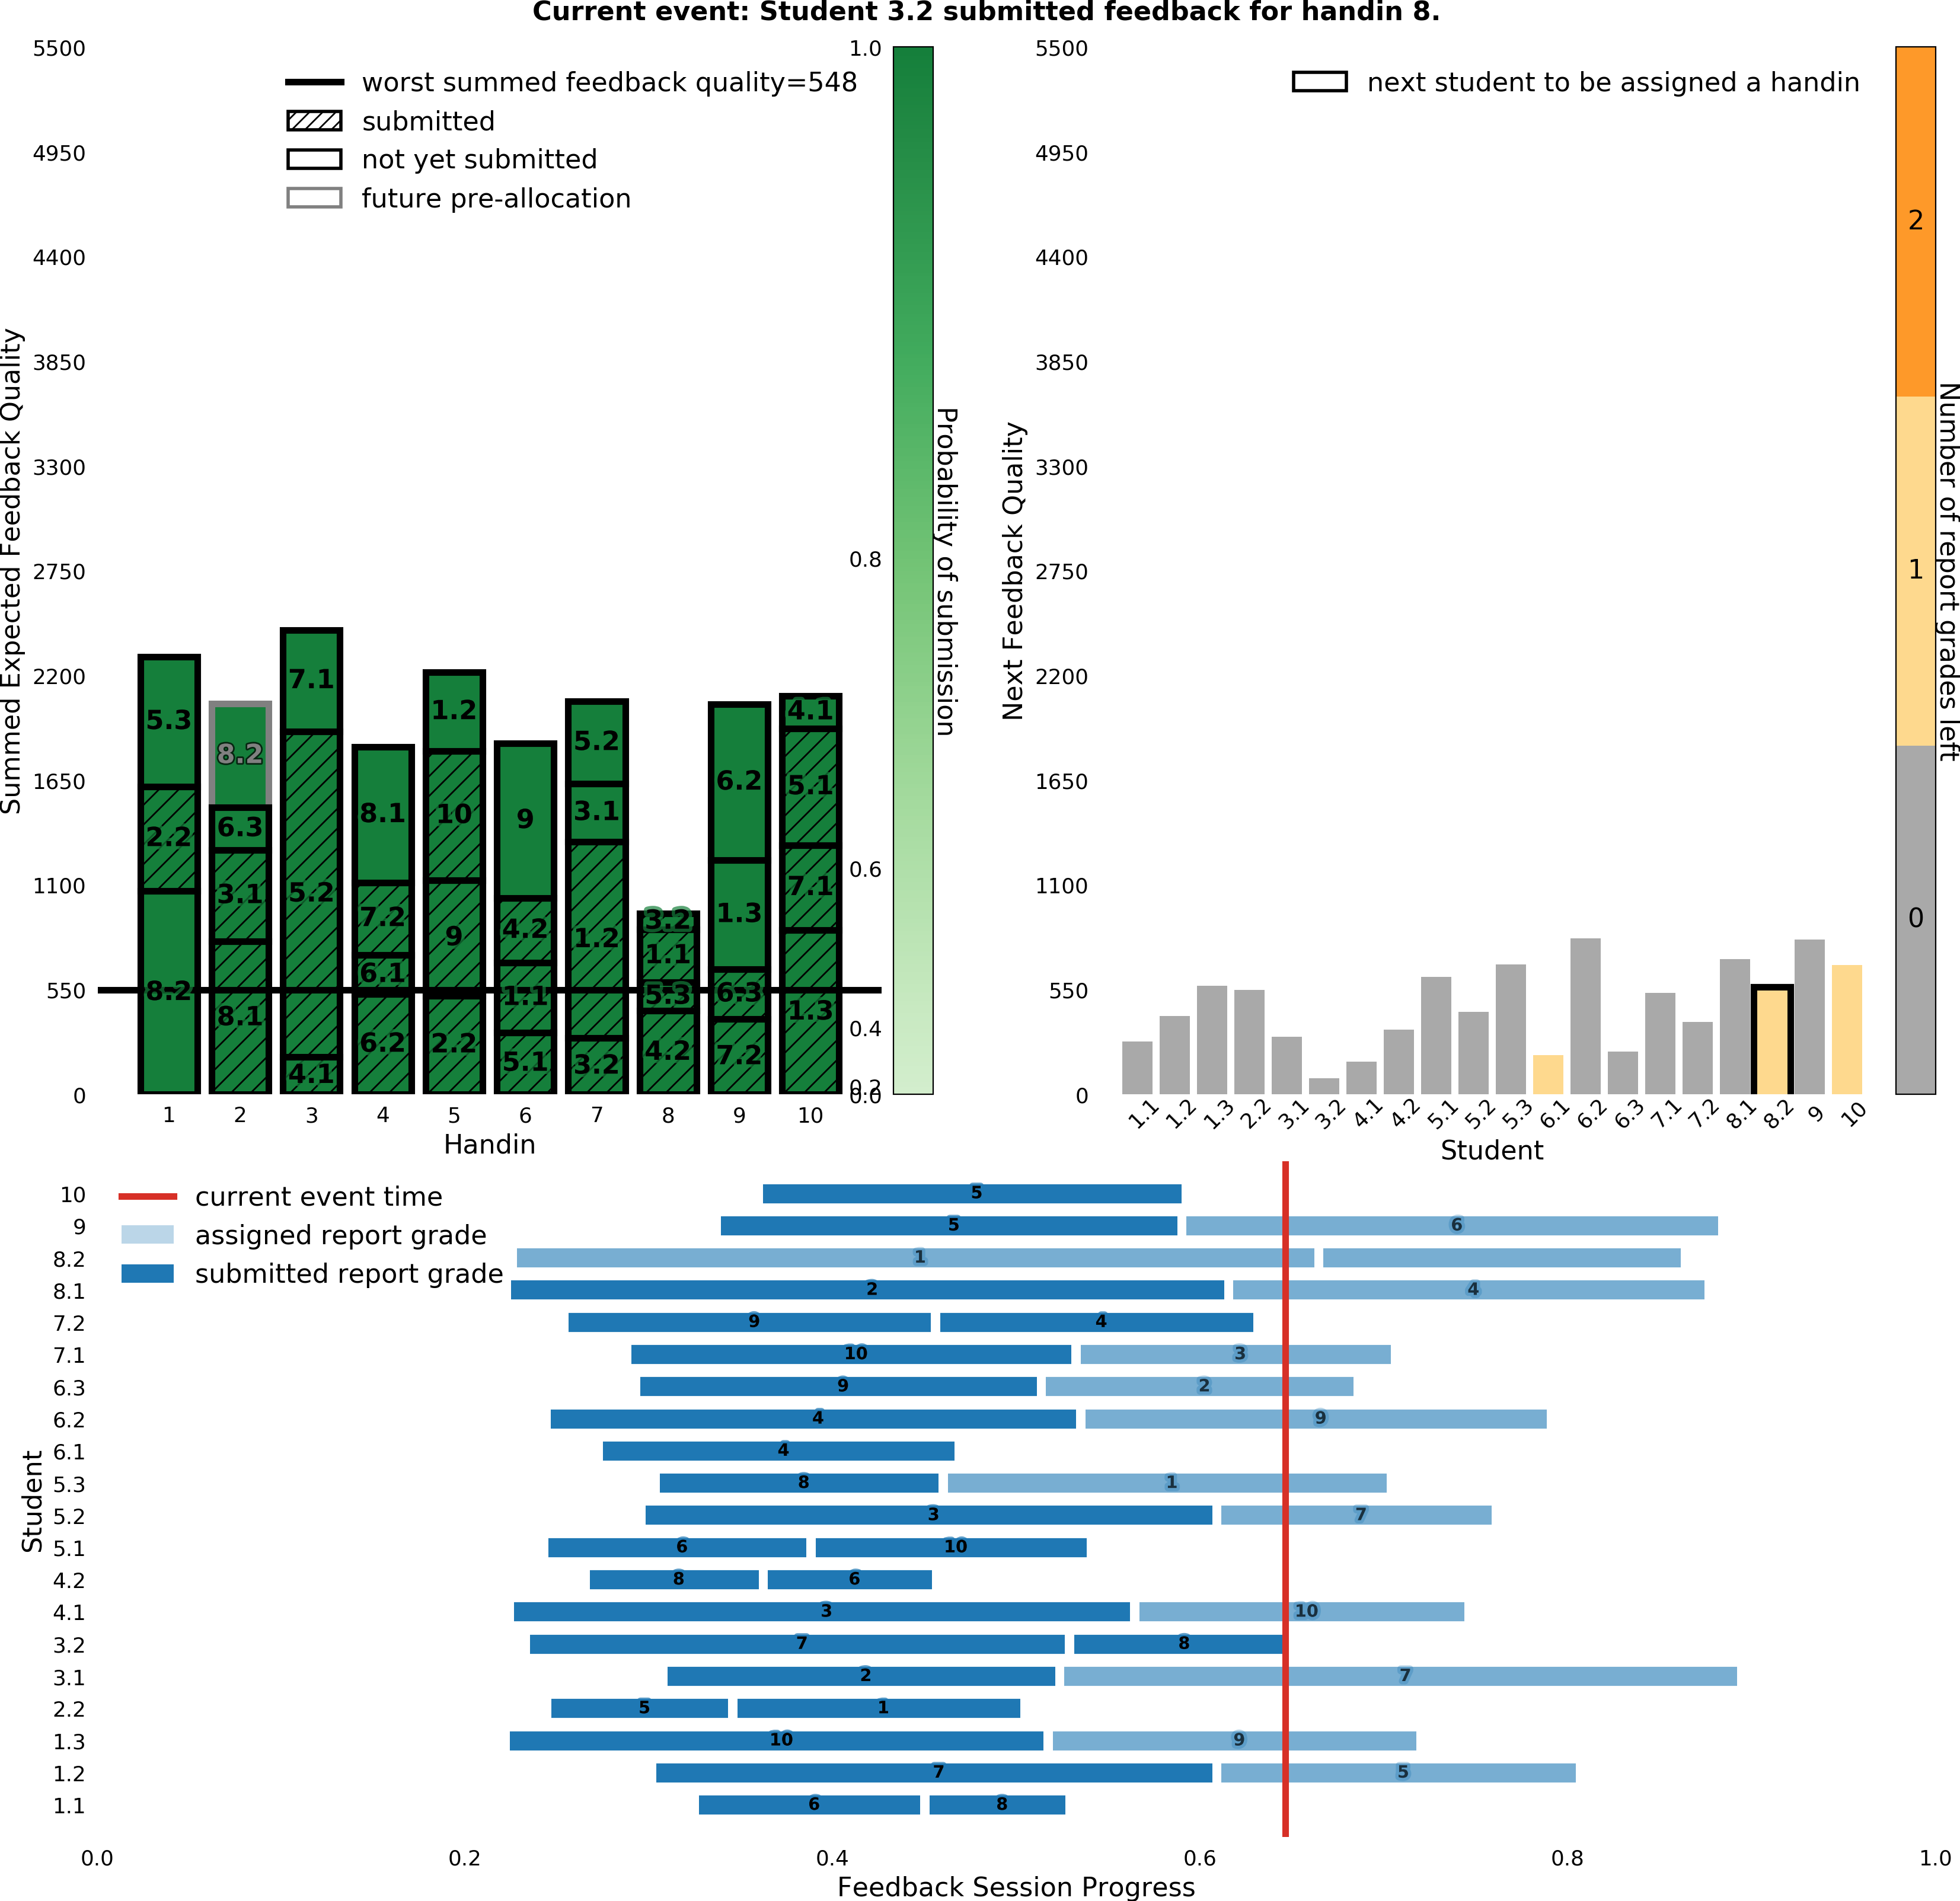 Current event: Student 3.2 submitted feedback for handin 8.
5500
4950
4400
3850
3300
2750
2200
1650
1100
550
0
Summed Expected Feedback Quality
worst summed feedback quality=548
submitted
not yet submitted
future pre-allocation
5.3
2.2
8.2
8.2
6.3
3.1
8.1
7.1
5.2
4.1
8.1
7.2
6.1
6.2
1.2
10
9
2.2
9
4.2
1.1
5.1
5.2
3.1
1.2
3.2
3.2
1.1
5.3
4.2
6.2
1.3
6.3
7.2
4.1
5.1
7.1
1.3
1 2 3 4 5 6 7 8 9 10
Handin
1.0
0.8
0.6
0.4
0.2
0.0
Probability of submission
5500
4950
4400
3850
3300
2750
2200
1650
1100
550
0
Next Feedback Quality
next student to be assigned a handin
1.1 1.2 1.3 2.2 3.1 3.2 4.1 4.2 5.1 5.2 5.3 6.1 6.2 6.3 7.1 7.2 8.1 8.2 9 10
Student
2
1
0
Number of report grades left
current event time
assigned report grade
submitted report grade
Student
10 5
9 5 6
8.2 1
8.1 2 4
7.2 9 4
7.1 10 3
6.3 9 2
6.2 4 9
6.1 4
5.3 8 1
5.2 3 7
5.1 6 10
4.2 8 6
4.1 3 10
3.2 7 8
3.1 2 7
2.2 5 1
1.3 10 9
1.2 7 5
1.1 6 8
0.0 0.2 0.4 0.6 0.8 1.0
Feedback Session Progress